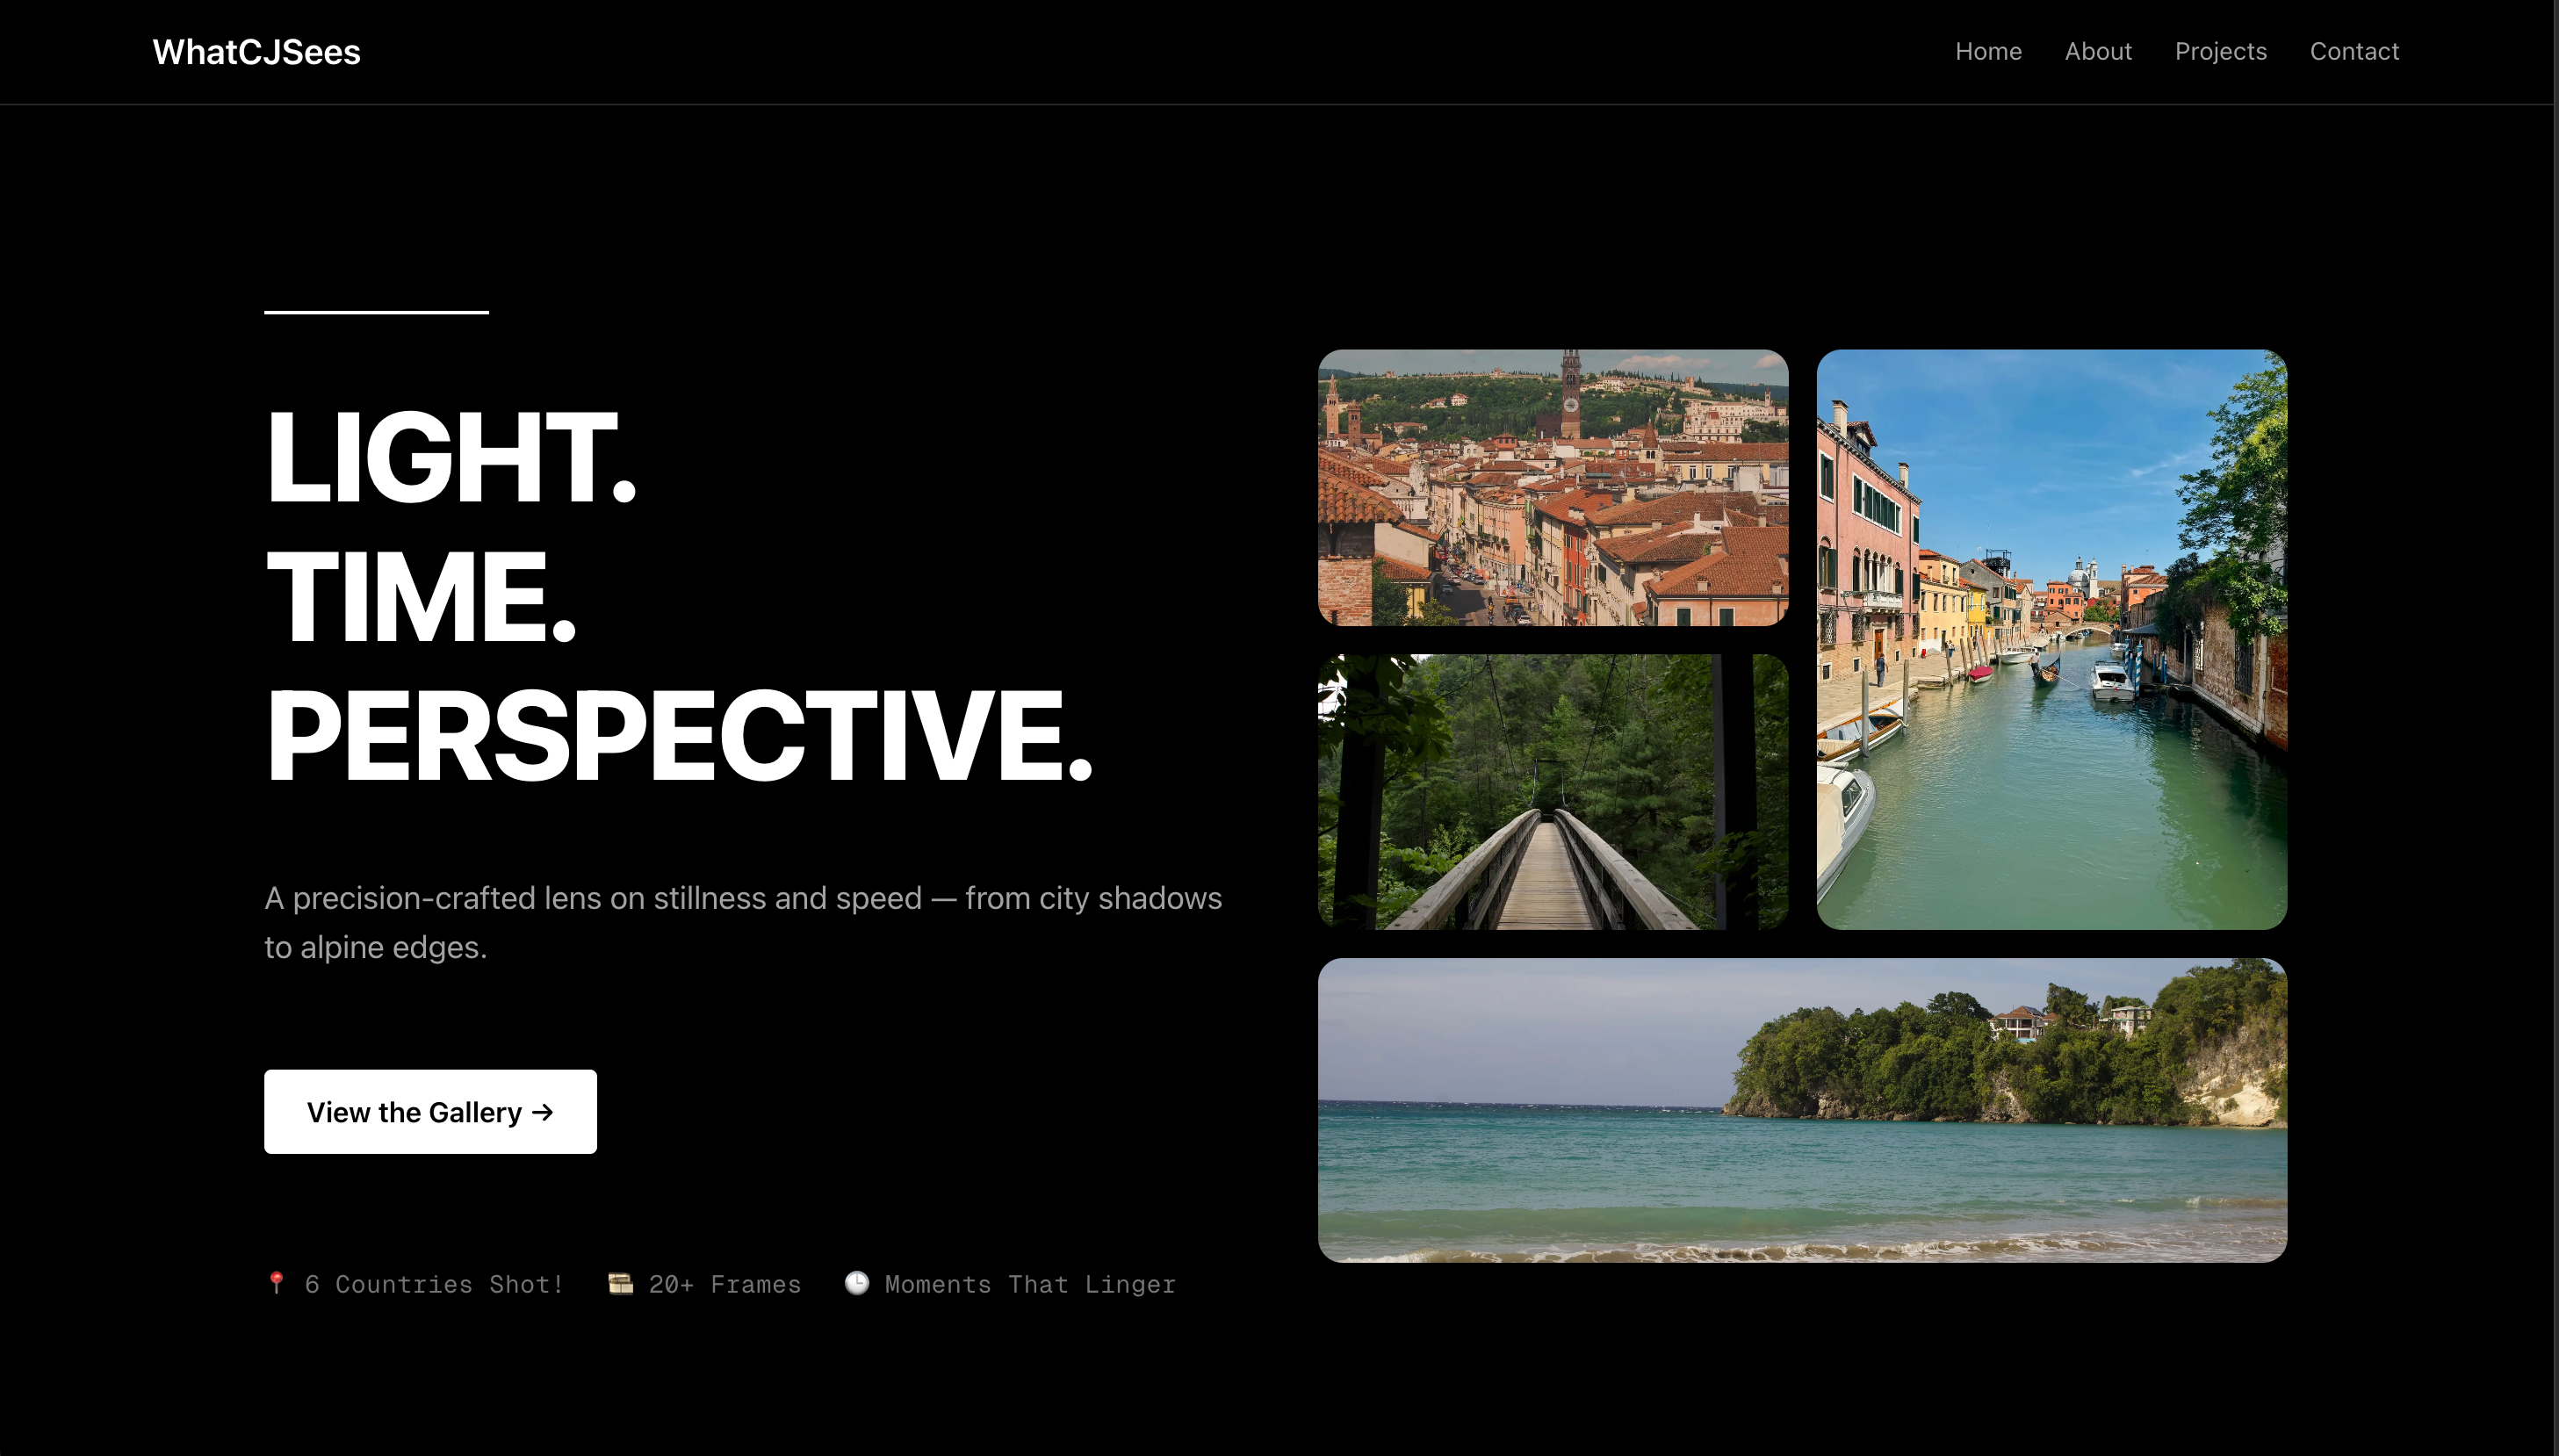 WhatCJSees
Home About Projects Contact
LIGHT.
TIME.
PERSPECTIVE.
A precision-crafted lens on stillness and speed — from city shadows
to alpine edges.
View the Gallery →
📍 6 Countries Shot! 🎞️ 20+ Frames 🕒 Moments That Linger